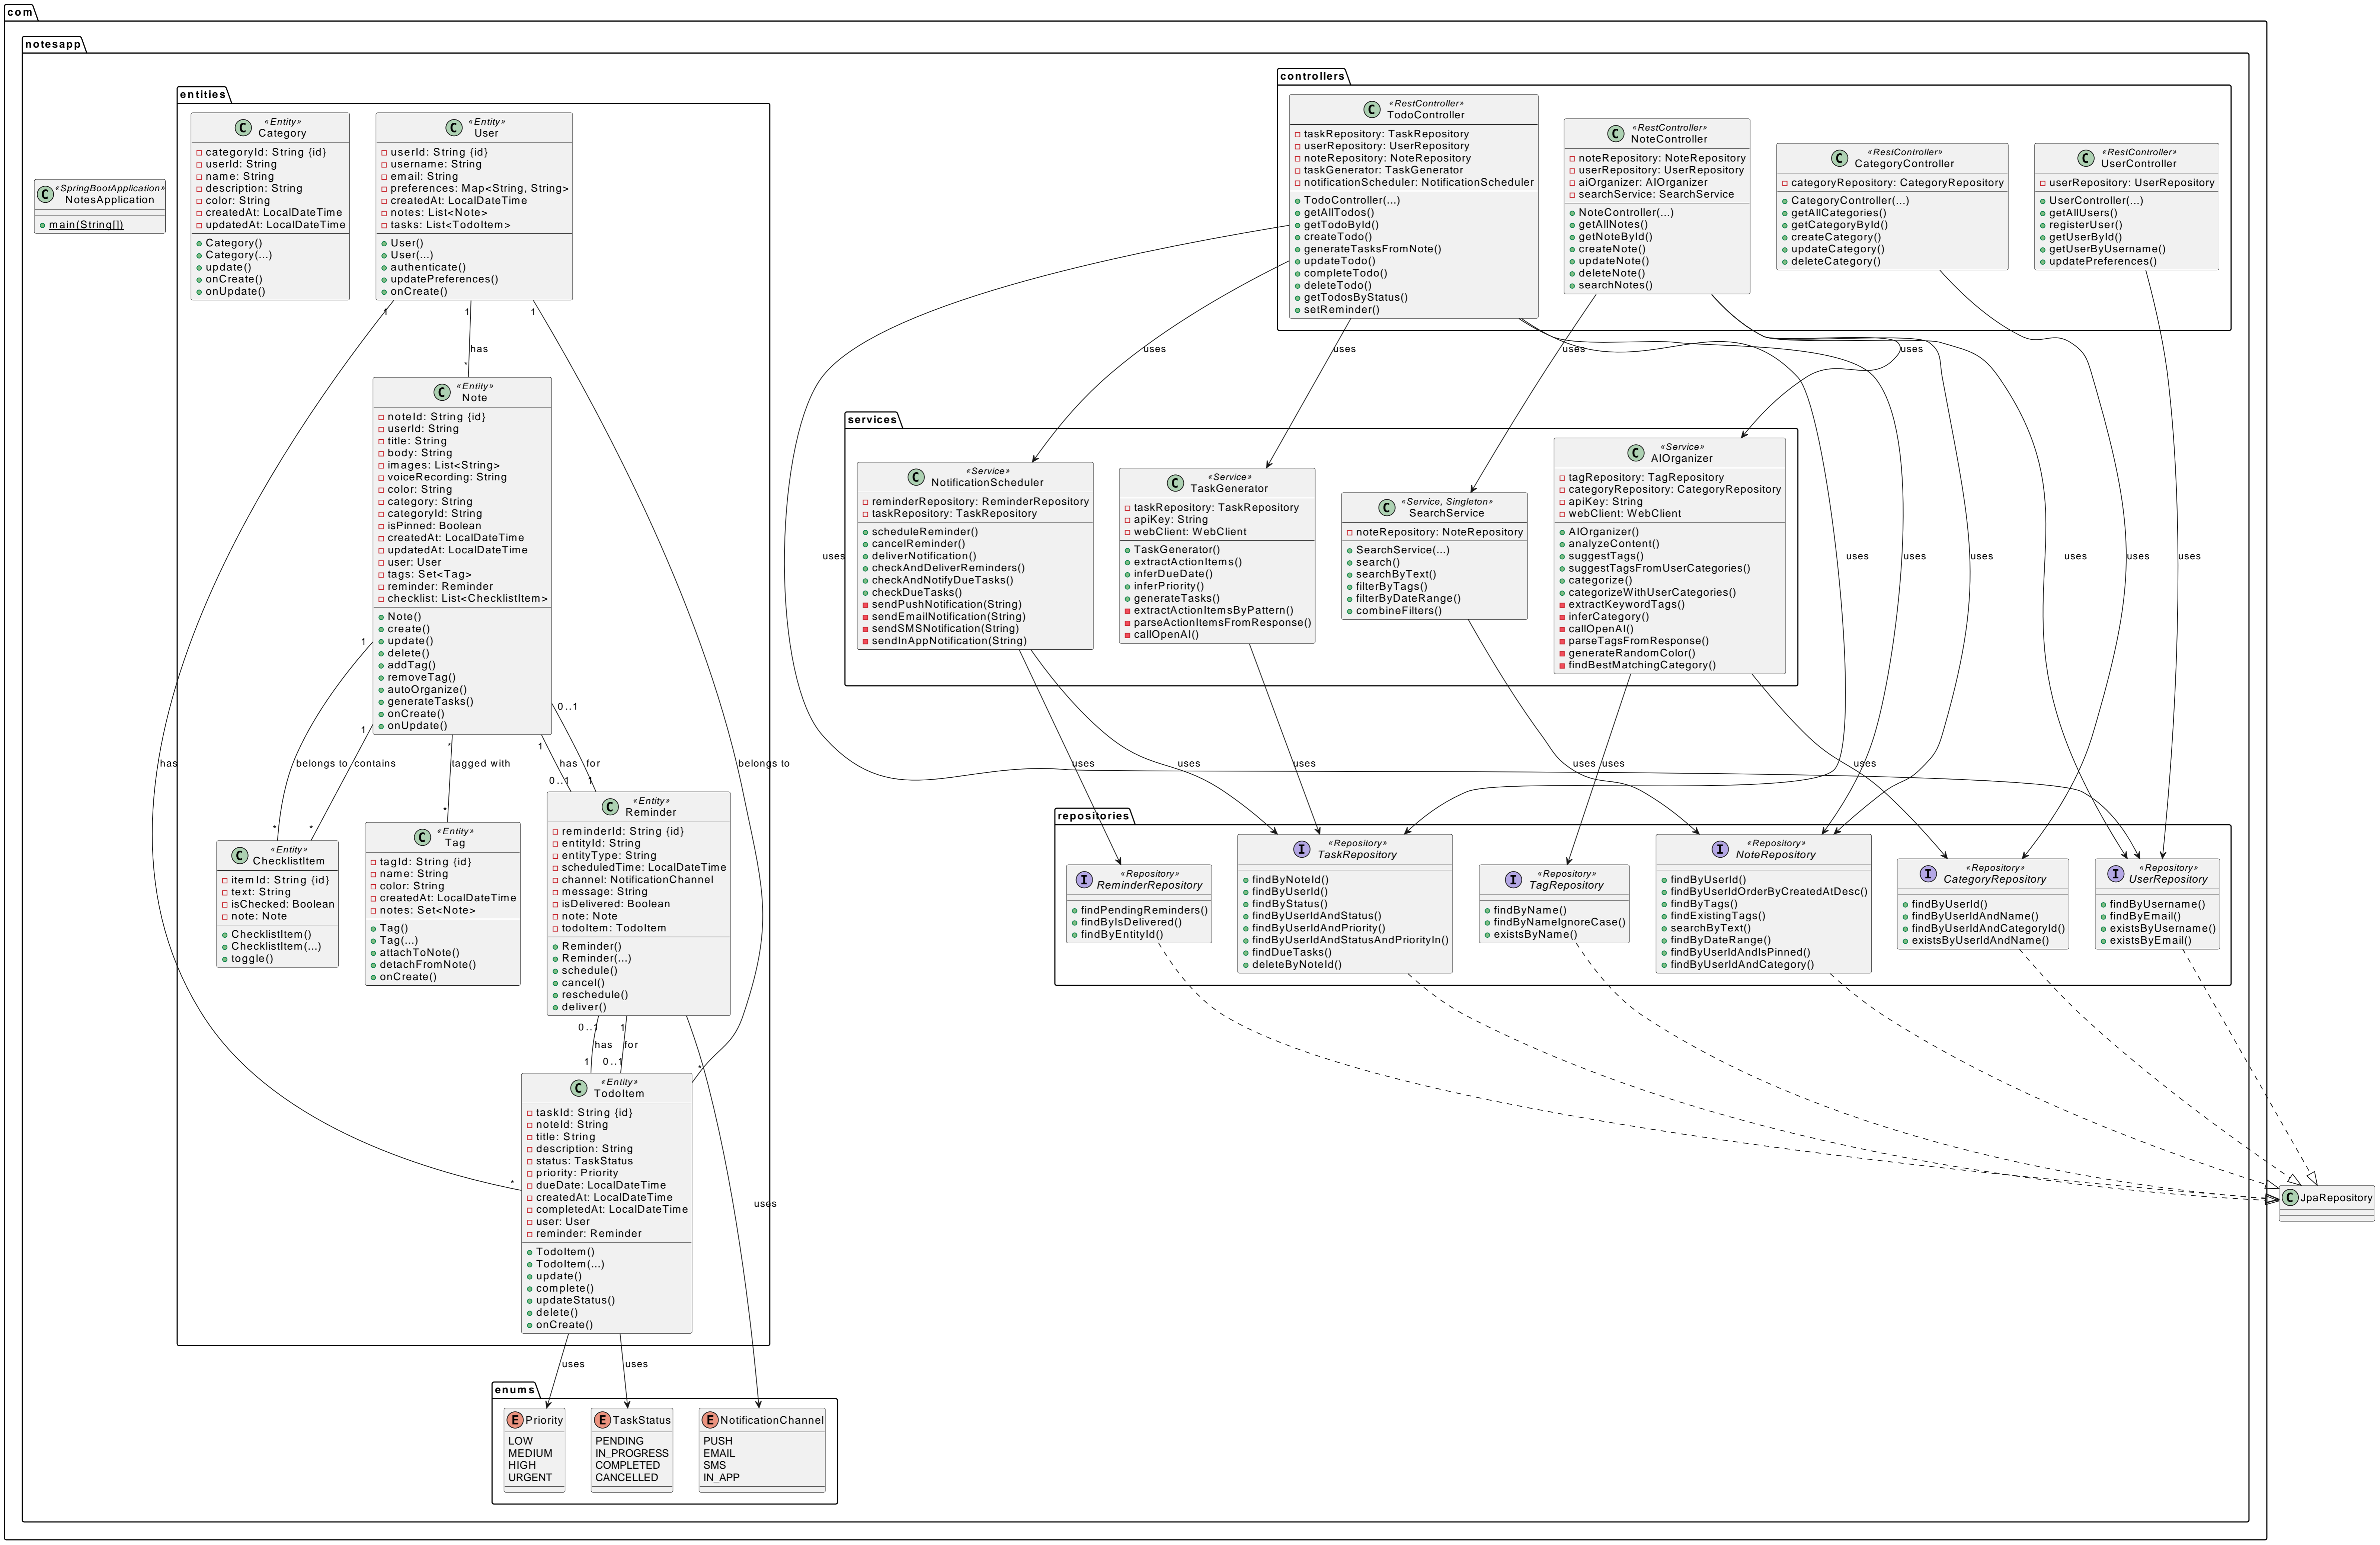 com
notesapp
«SpringBootApplication»
NotesApplication
main(String[])
entities
«Entity»
Category
categoryId: String {id}
userId: String
name: String
description: String
color: String
createdAt: LocalDateTime
updatedAt: LocalDateTime
Category()
Category(...)
update()
onCreate()
onUpdate()
«Entity»
User
userId: String {id}
username: String
email: String
preferences: Map<String, String>
createdAt: LocalDateTime
notes: List<Note>
tasks: List<TodoItem>
User()
User(...)
authenticate()
updatePreferences()
onCreate()
1
1
1
has
*
«Entity»
Note
noteId: String {id}
userId: String
title: String
body: String
images: List<String>
voiceRecording: String
color: String
category: String
categoryId: String
isPinned: Boolean
createdAt: LocalDateTime
updatedAt: LocalDateTime
user: User
tags: Set<Tag>
reminder: Reminder
checklist: List<ChecklistItem>
Note()
create()
update()
delete()
addTag()
removeTag()
autoOrganize()
generateTasks()
onCreate()
onUpdate()
1
0..1
1
*
1
has
belongs to
contains
tagged with
has
for
belongs to
0..1
1
*
*
*
«Entity»
ChecklistItem
itemId: String {id}
text: String
isChecked: Boolean
note: Note
ChecklistItem()
ChecklistItem(...)
toggle()
«Entity»
Tag
tagId: String {id}
name: String
color: String
createdAt: LocalDateTime
notes: Set<Note>
Tag()
Tag(...)
attachToNote()
detachFromNote()
onCreate()
«Entity»
Reminder
reminderId: String {id}
entityId: String
entityType: String
scheduledTime: LocalDateTime
channel: NotificationChannel
message: String
isDelivered: Boolean
note: Note
todoItem: TodoItem
Reminder()
Reminder(...)
schedule()
cancel()
reschedule()
deliver()
0..1
1
has
for
1
0..1
*
*
«Entity»
TodoItem
taskId: String {id}
noteId: String
title: String
description: String
status: TaskStatus
priority: Priority
dueDate: LocalDateTime
createdAt: LocalDateTime
completedAt: LocalDateTime
user: User
reminder: Reminder
TodoItem()
TodoItem(...)
update()
complete()
updateStatus()
delete()
onCreate()
uses
uses
uses
enums
Priority
LOW
MEDIUM
HIGH
URGENT
TaskStatus
PENDING
IN_PROGRESS
COMPLETED
CANCELLED
NotificationChannel
PUSH
EMAIL
SMS
IN_APP
controllers
«RestController»
TodoController
taskRepository: TaskRepository
userRepository: UserRepository
noteRepository: NoteRepository
taskGenerator: TaskGenerator
notificationScheduler: NotificationScheduler
TodoController(...)
getAllTodos()
getTodoById()
createTodo()
generateTasksFromNote()
updateTodo()
completeTodo()
deleteTodo()
getTodosByStatus()
setReminder()
«RestController»
NoteController
noteRepository: NoteRepository
userRepository: UserRepository
aiOrganizer: AIOrganizer
searchService: SearchService
NoteController(...)
getAllNotes()
getNoteById()
createNote()
updateNote()
deleteNote()
searchNotes()
«RestController»
CategoryController
categoryRepository: CategoryRepository
CategoryController(...)
getAllCategories()
getCategoryById()
createCategory()
updateCategory()
deleteCategory()
«RestController»
UserController
userRepository: UserRepository
UserController(...)
getAllUsers()
registerUser()
getUserById()
getUserByUsername()
updatePreferences()
uses
uses
uses
uses
services
«Service»
NotificationScheduler
reminderRepository: ReminderRepository
taskRepository: TaskRepository
scheduleReminder()
cancelReminder()
deliverNotification()
checkAndDeliverReminders()
checkAndNotifyDueTasks()
checkDueTasks()
sendPushNotification(String)
sendEmailNotification(String)
sendSMSNotification(String)
sendInAppNotification(String)
«Service»
TaskGenerator
taskRepository: TaskRepository
apiKey: String
webClient: WebClient
TaskGenerator()
extractActionItems()
inferDueDate()
inferPriority()
generateTasks()
extractActionItemsByPattern()
parseActionItemsFromResponse()
callOpenAI()
«Service, Singleton»
SearchService
noteRepository: NoteRepository
SearchService(...)
search()
searchByText()
filterByTags()
filterByDateRange()
combineFilters()
«Service»
AIOrganizer
tagRepository: TagRepository
categoryRepository: CategoryRepository
apiKey: String
webClient: WebClient
AIOrganizer()
analyzeContent()
suggestTags()
suggestTagsFromUserCategories()
categorize()
categorizeWithUserCategories()
extractKeywordTags()
inferCategory()
callOpenAI()
parseTagsFromResponse()
generateRandomColor()
findBestMatchingCategory()
uses
uses
uses
uses
uses
uses
uses
uses
uses
uses
uses
uses
uses
repositories
«Repository»
ReminderRepository
findPendingReminders()
findByIsDelivered()
findByEntityId()
«Repository»
TaskRepository
findByNoteId()
findByUserId()
findByStatus()
findByUserIdAndStatus()
findByUserIdAndPriority()
findByUserIdAndStatusAndPriorityIn()
findDueTasks()
deleteByNoteId()
«Repository»
TagRepository
findByName()
findByNameIgnoreCase()
existsByName()
«Repository»
NoteRepository
findByUserId()
findByUserIdOrderByCreatedAtDesc()
findByTags()
findExistingTags()
searchByText()
findByDateRange()
findByUserIdAndIsPinned()
findByUserIdAndCategory()
«Repository»
CategoryRepository
findByUserId()
findByUserIdAndName()
findByUserIdAndCategoryId()
existsByUserIdAndName()
«Repository»
UserRepository
findByUsername()
findByEmail()
existsByUsername()
existsByEmail()
JpaRepository